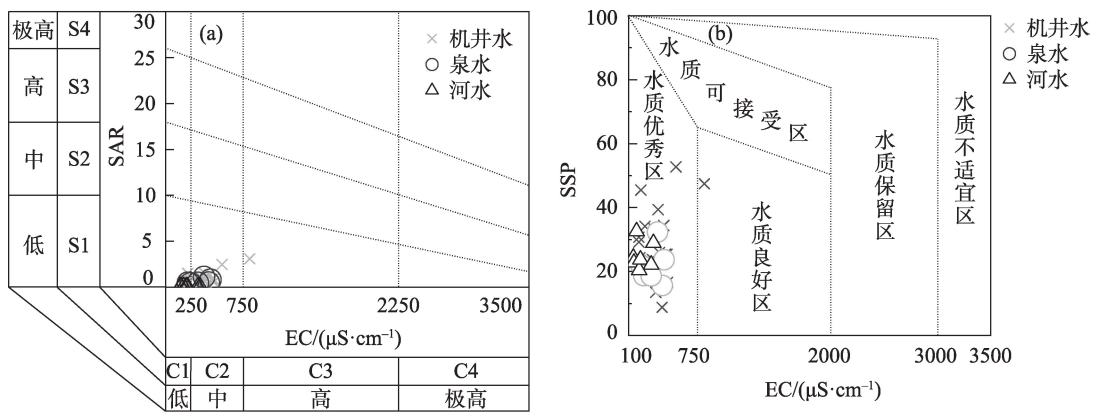 极高 S4
高 S3
中 S2
低 S1
SAR
30
25
20
15
10
5
0
(a)
机井水
泉水
河水
250 750 2250 3500
EC/(μS·cm⁻¹)
C1 C2 C3 C4
低 中 高 极高
SSP
100
80
60
40
20
0
(b)
机井水
泉水
河水
水质优秀区
水质可接受区
水质良好区
水质保留区
水质不适宜区
100 750 2000 3000 3500
EC/(μS·cm⁻¹)